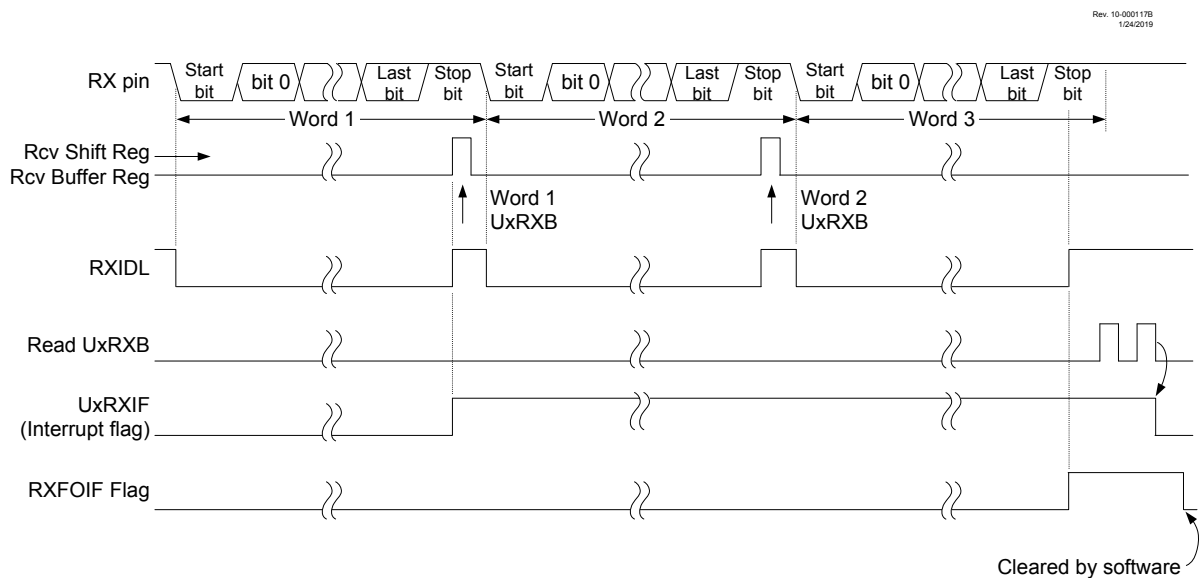 Rev. 10-000117B
1/24/2019
RX pin
Start bit
bit 0
Last bit
Stop bit
Start bit
bit 0
Last bit
Stop bit
Start bit
bit 0
Last bit
Stop bit
Word 1
Word 2
Word 3
Rcv Shift Reg
Rcv Buffer Reg
Word 1
UxRXB
Word 2
UxRXB
RXIDL
Read UxRXB
UxRXIF
(Interrupt flag)
RXFOIF Flag
Cleared by software